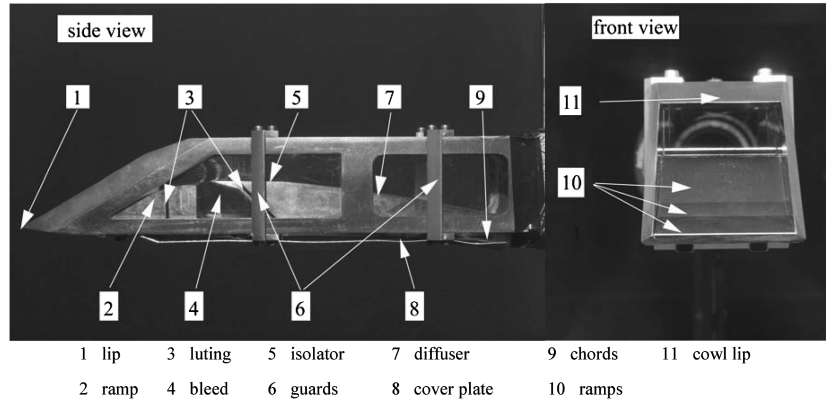 side view
front view
1
3
5
7
9
11
10
2
4
6
8
1 lip 3 luting 5 isolator 7 diffuser 9 chords 11 cowl lip
2 ramp 4 bleed 6 guards 8 cover plate 10 ramps